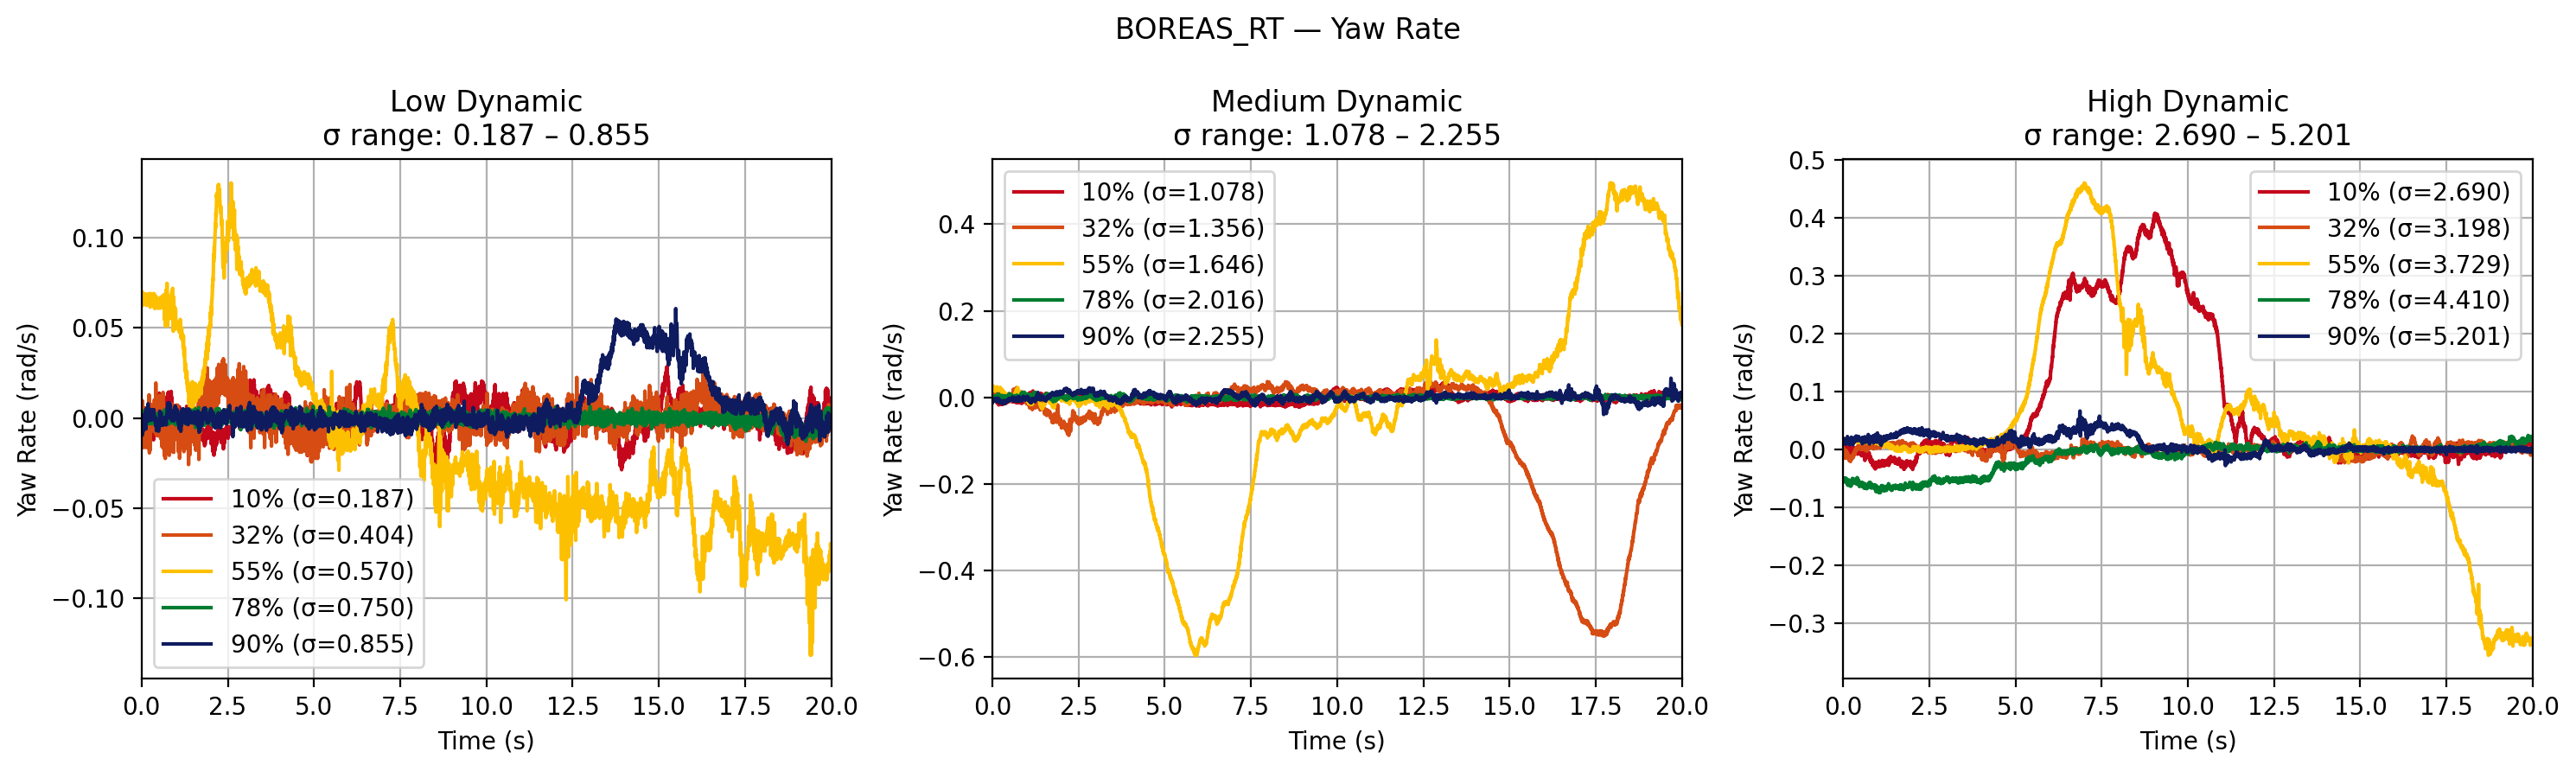 BOREAS_RT — Yaw Rate
Low Dynamic
σ range: 0.187 – 0.855
Yaw Rate (rad/s)
0.10
0.05
0.00
−0.05
−0.10
10% (σ=0.187)
32% (σ=0.404)
55% (σ=0.570)
78% (σ=0.750)
90% (σ=0.855)
0.0 2.5 5.0 7.5 10.0 12.5 15.0 17.5 20.0
Time (s)
Medium Dynamic
σ range: 1.078 – 2.255
Yaw Rate (rad/s)
0.4
0.2
0.0
−0.2
−0.4
−0.6
10% (σ=1.078)
32% (σ=1.356)
55% (σ=1.646)
78% (σ=2.016)
90% (σ=2.255)
0.0 2.5 5.0 7.5 10.0 12.5 15.0 17.5 20.0
Time (s)
High Dynamic
σ range: 2.690 – 5.201
Yaw Rate (rad/s)
0.5
0.4
0.3
0.2
0.1
0.0
−0.1
−0.2
−0.3
10% (σ=2.690)
32% (σ=3.198)
55% (σ=3.729)
78% (σ=4.410)
90% (σ=5.201)
0.0 2.5 5.0 7.5 10.0 12.5 15.0 17.5 20.0
Time (s)